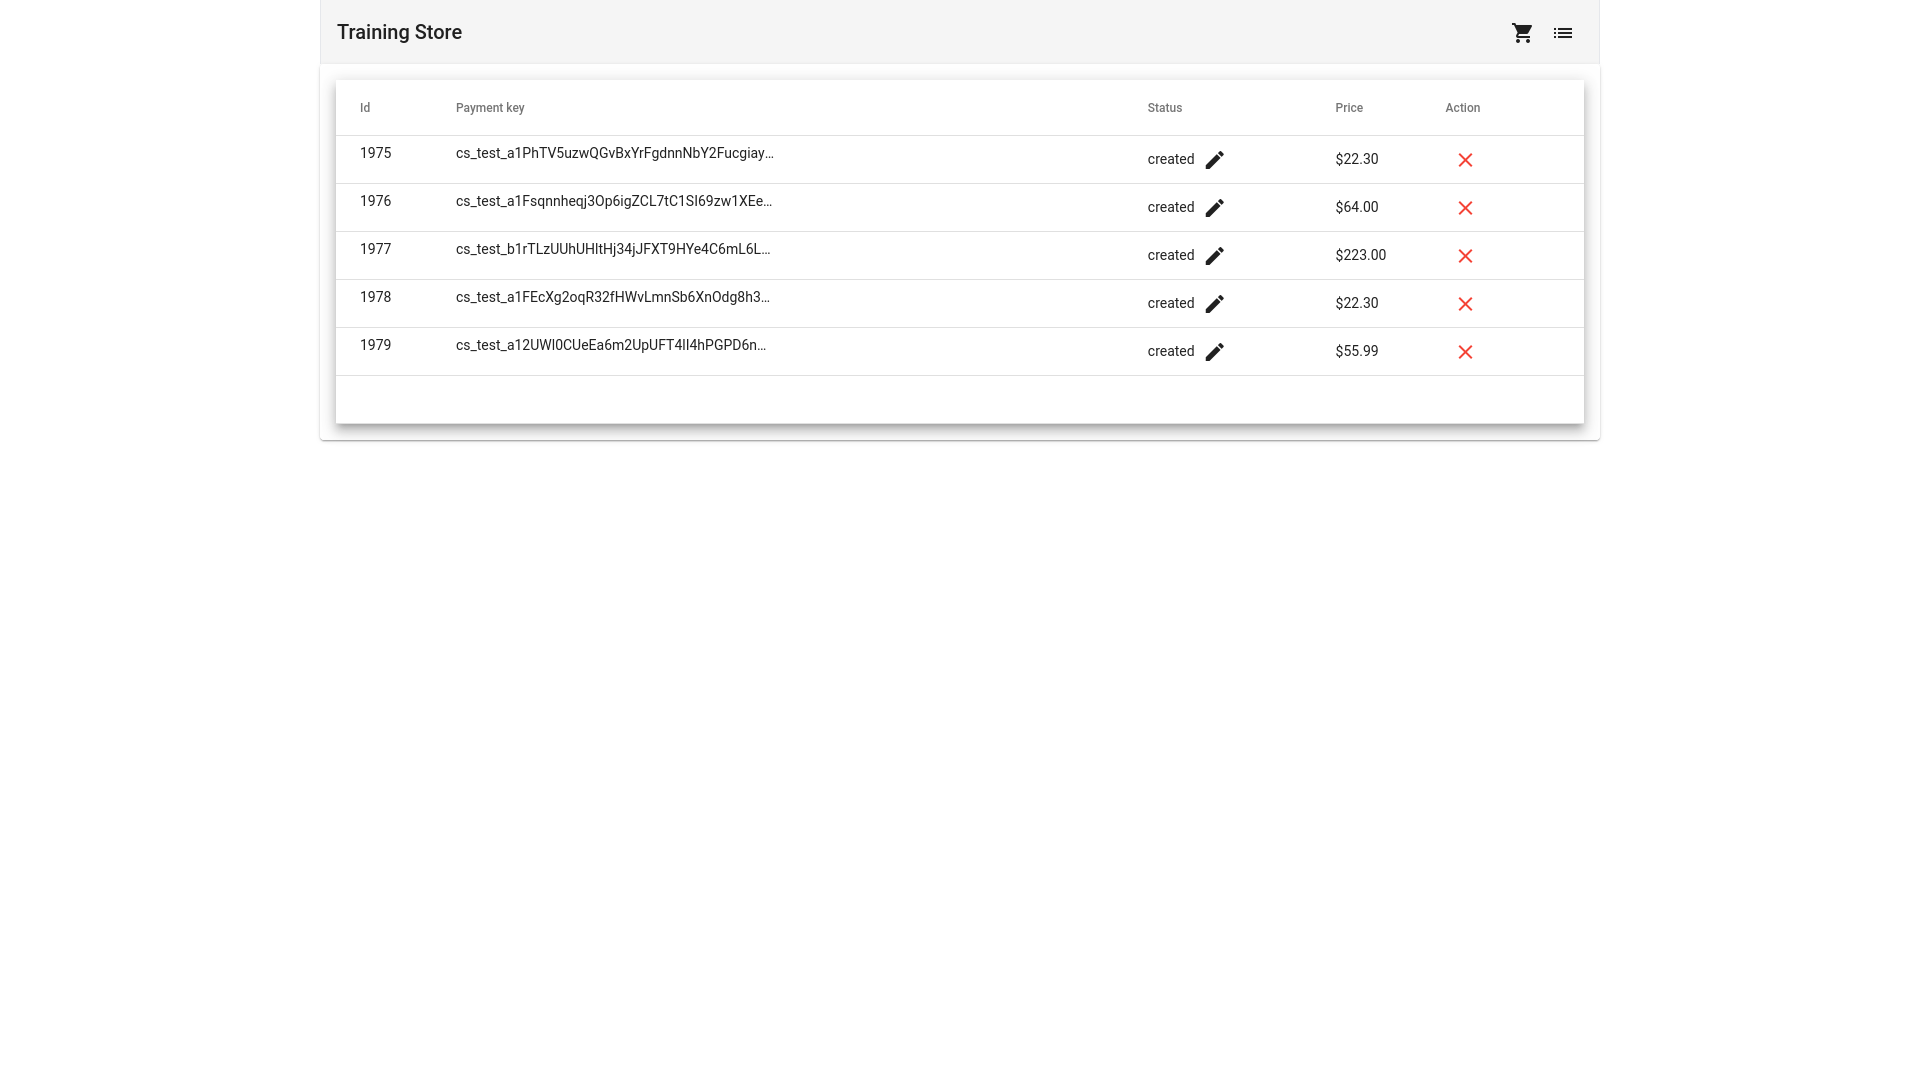 Training Store
Id Payment key Status Price Action
1975 cs_test_a1PhTV5uzwQGvBxYrFgdnnNbY2Fucgiay... created $22.30
1976 cs_test_a1Fsqnnheqj3Op6igZCL7tC1SI69zw1XEe... created $64.00
1977 cs_test_b1rTLzUUhUHltHj34jJFXT9HYe4C6mL6L... created $223.00
1978 cs_test_a1FEcXg2oqR32fHWvLmnSb6XnOdg8h3... created $22.30
1979 cs_test_a12UWI0CUeEa6m2UpUFT4II4hPGPD6n... created $55.99